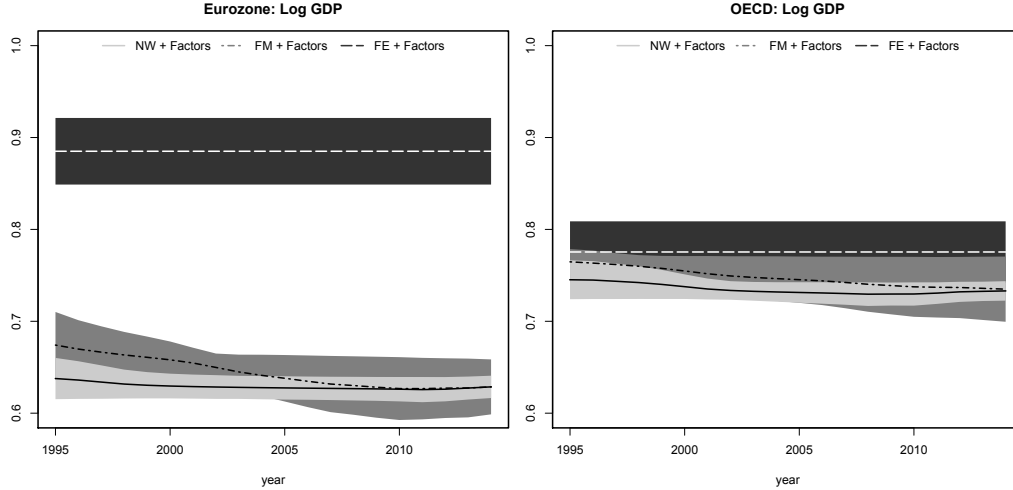 Eurozone: Log GDP
NW + Factors FM + Factors FE + Factors
1.0
0.9
0.8
0.7
0.6
1995 2000 2005 2010
year
OECD: Log GDP
NW + Factors FM + Factors FE + Factors
1.0
0.9
0.8
0.7
0.6
1995 2000 2005 2010
year